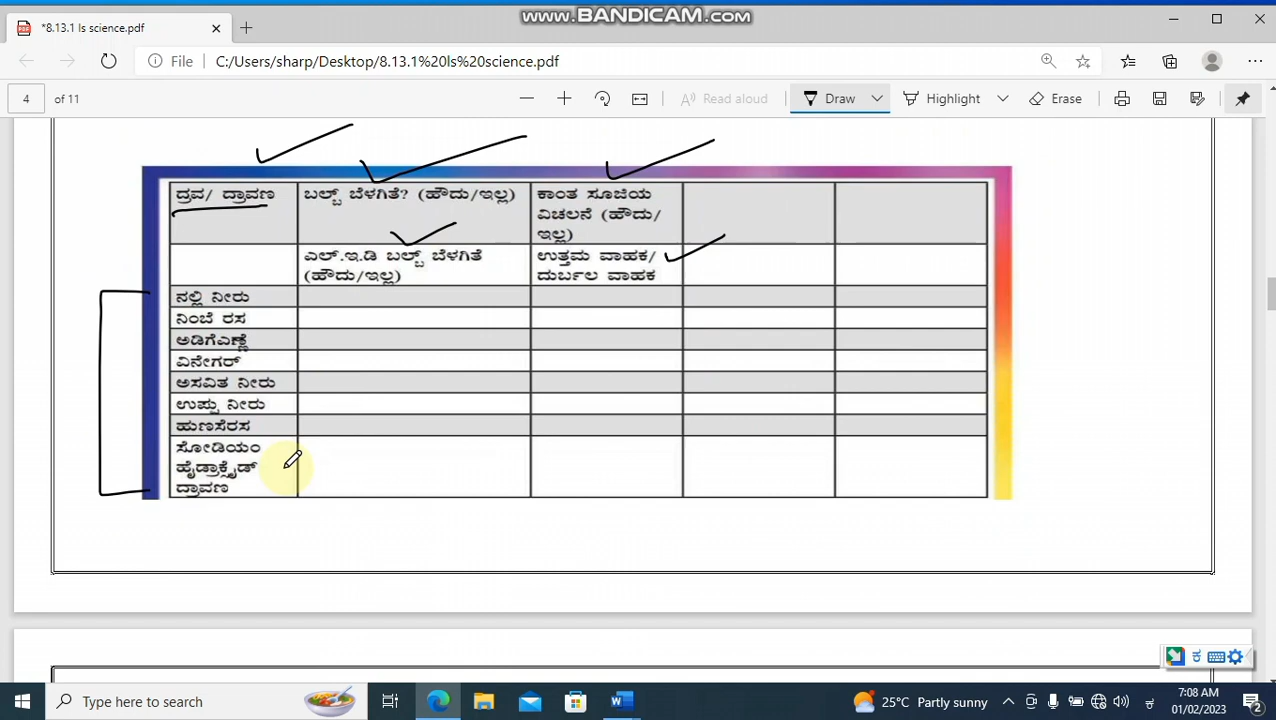 www.BANDICAM.com
*8.13.1 ls science.pdf
File C:/Users/sharp/Desktop/8.13.1%20ls%20science.pdf
4 of 11 Read aloud Draw Highlight Erase
ದ್ರವ/ ದ್ರಾವಣ
ಬಲ್ಬ್ ಬೆಳಗಿತೆ? (ಹೌದು/ಇಲ್ಲ)
ಕಾಂತ ಸೂಜಿಯ
ವಿಚಲನೆ (ಹೌದು/
ಇಲ್ಲ)
ಎಲ್.ಇ.ಡಿ ಬಲ್ಬ್ ಬೆಳಗಿತೆ
(ಹೌದು/ಇಲ್ಲ)
ಉತ್ತಮ ವಾಹಕ/
ದುರ್ಬಲ ವಾಹಕ
ನಲ್ಲಿ ನೀರು
ನಿಂಬೆ ರಸ
ಅಡಿಗೆಎಣ್ಣೆ
ವಿನೇಗರ್
ಅಸವಿತ ನೀರು
ಉಪ್ಪು ನೀರು
ಹುಣಸೆರಸ
ಸೋಡಿಯಂ
ಹೈಡ್ರಾಕ್ಸೈಡ್
ದ್ರಾವಣ
ಕ
Type here to search
25°C Partly sunny
7:08 AM
01/02/2023
2